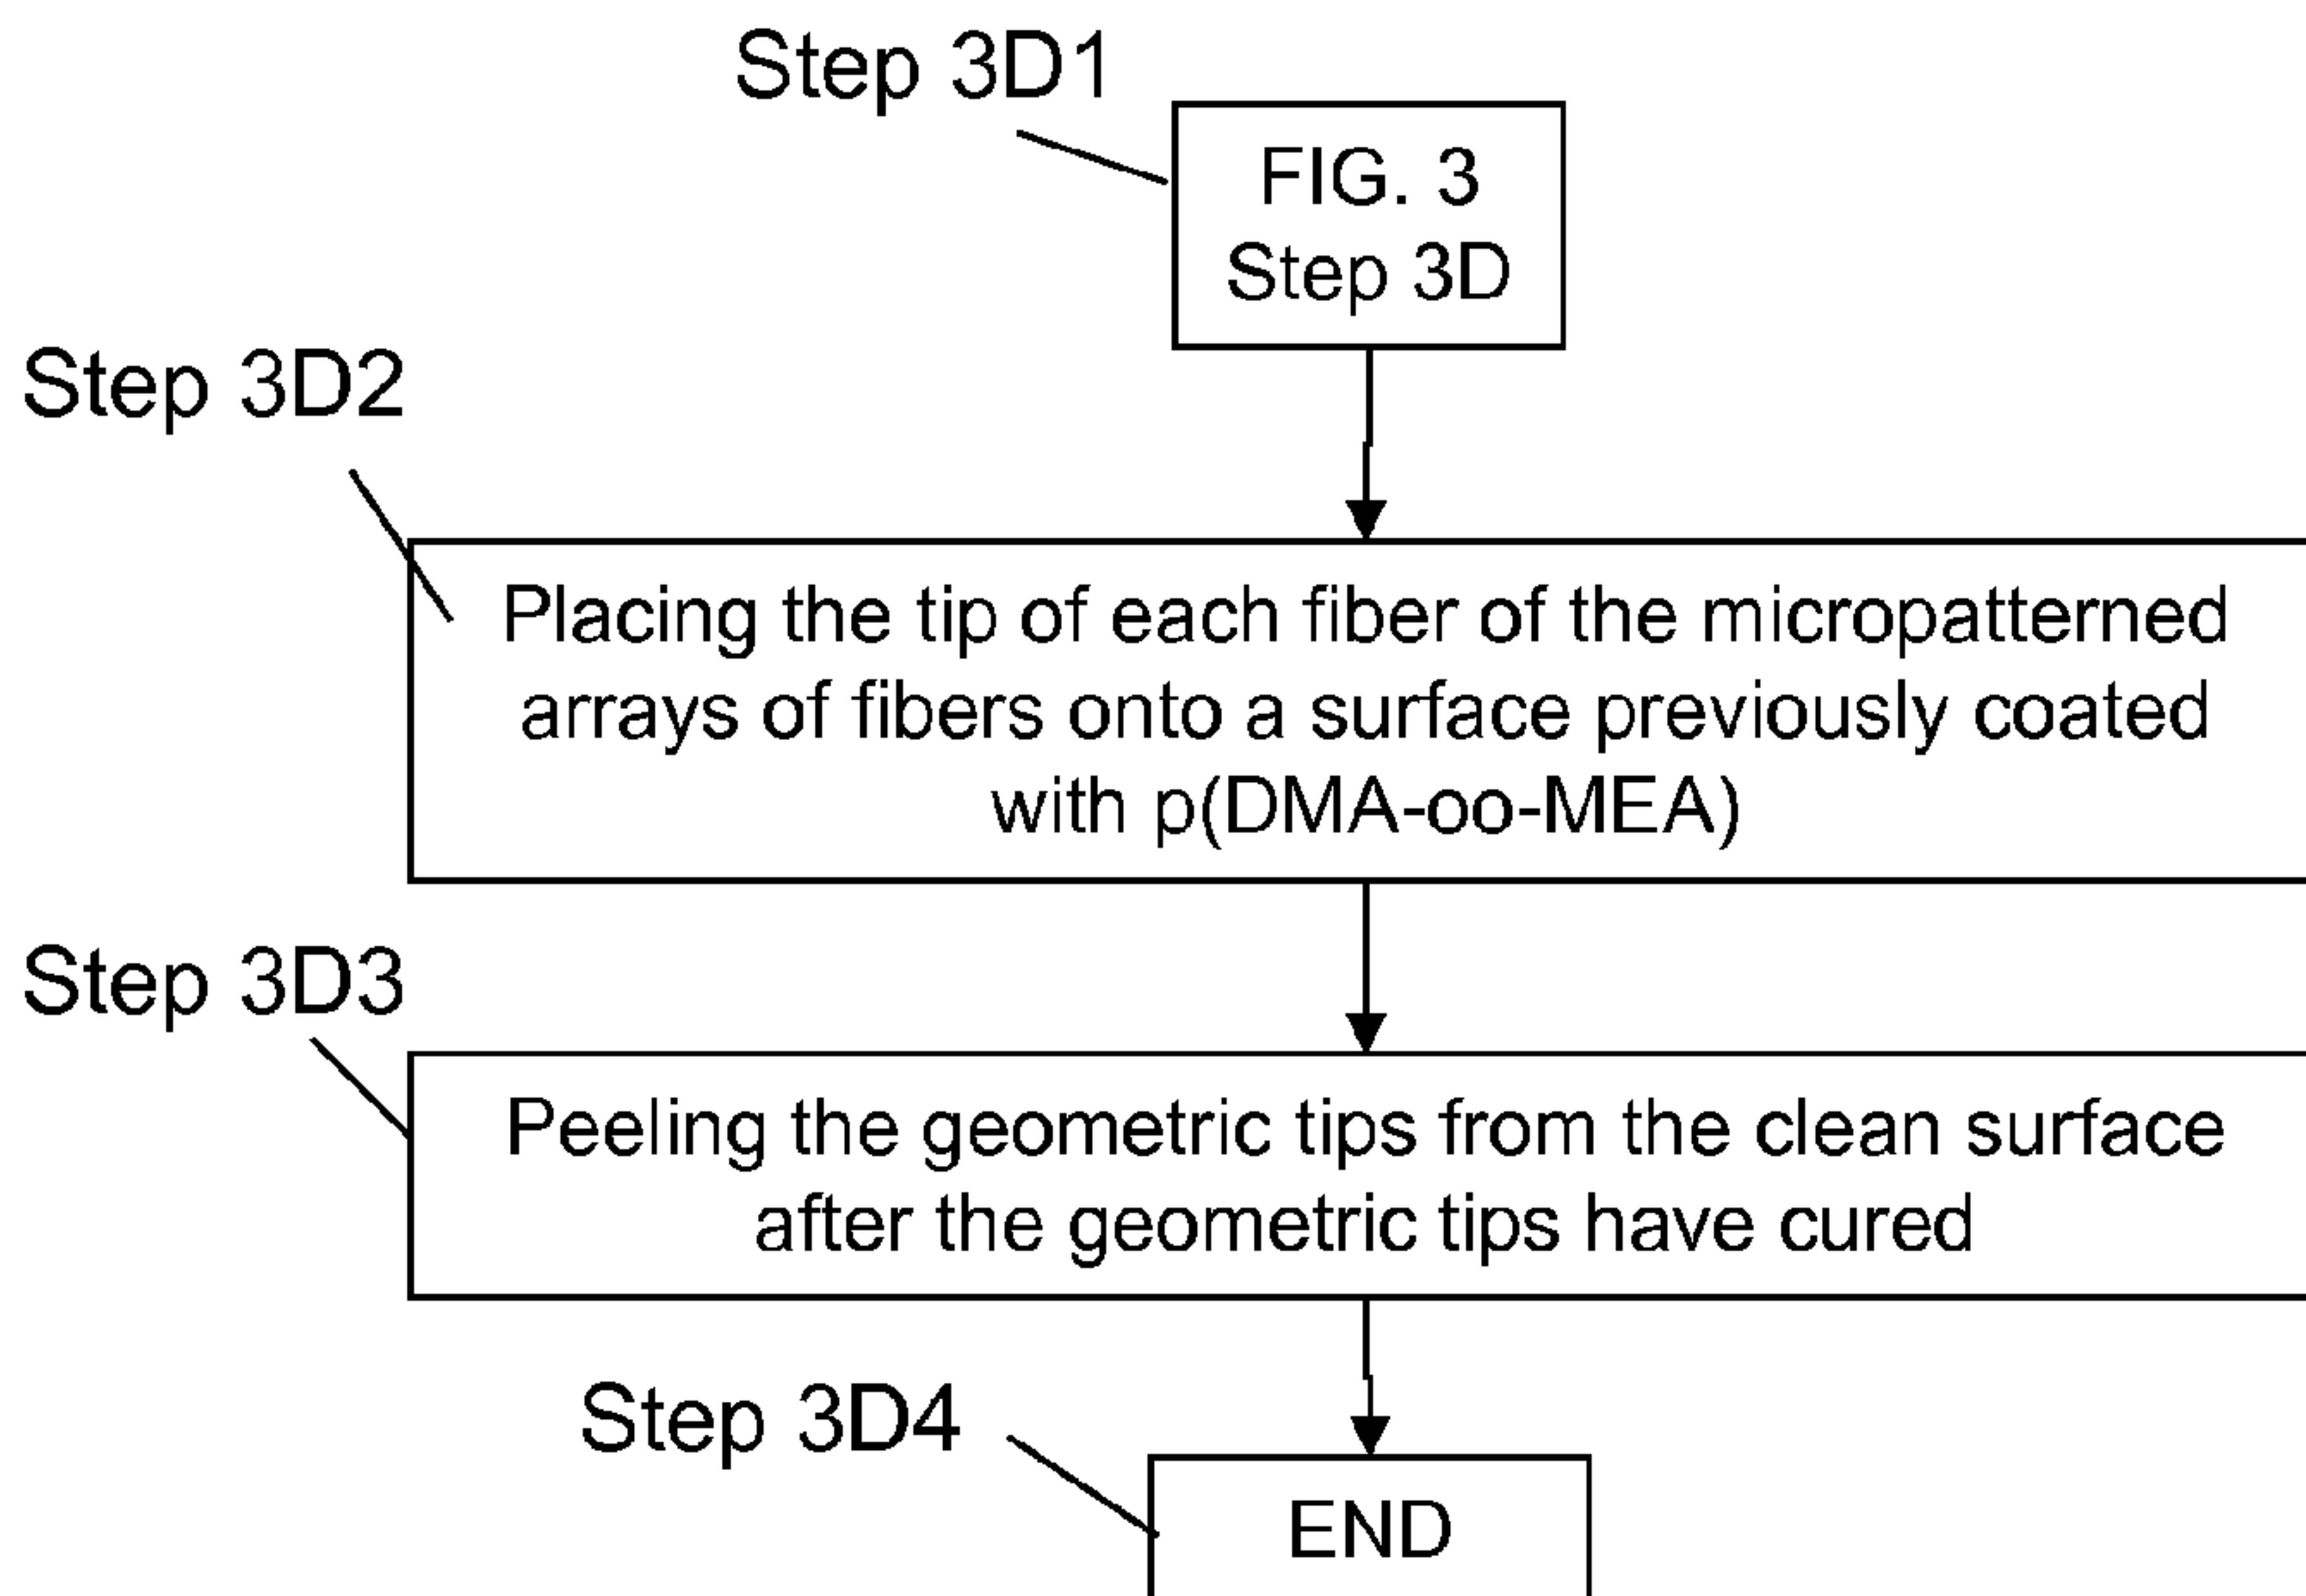 Step 3D1
FIG. 3
Step 3D
Step 3D2
Placing the tip of each fiber of the micropatterned
arrays of fibers onto a surface previously coated
with p(DMA-oo-MEA)
Step 3D3
Peeling the geometric tips from the clean surface
after the geometric tips have cured
Step 3D4
END